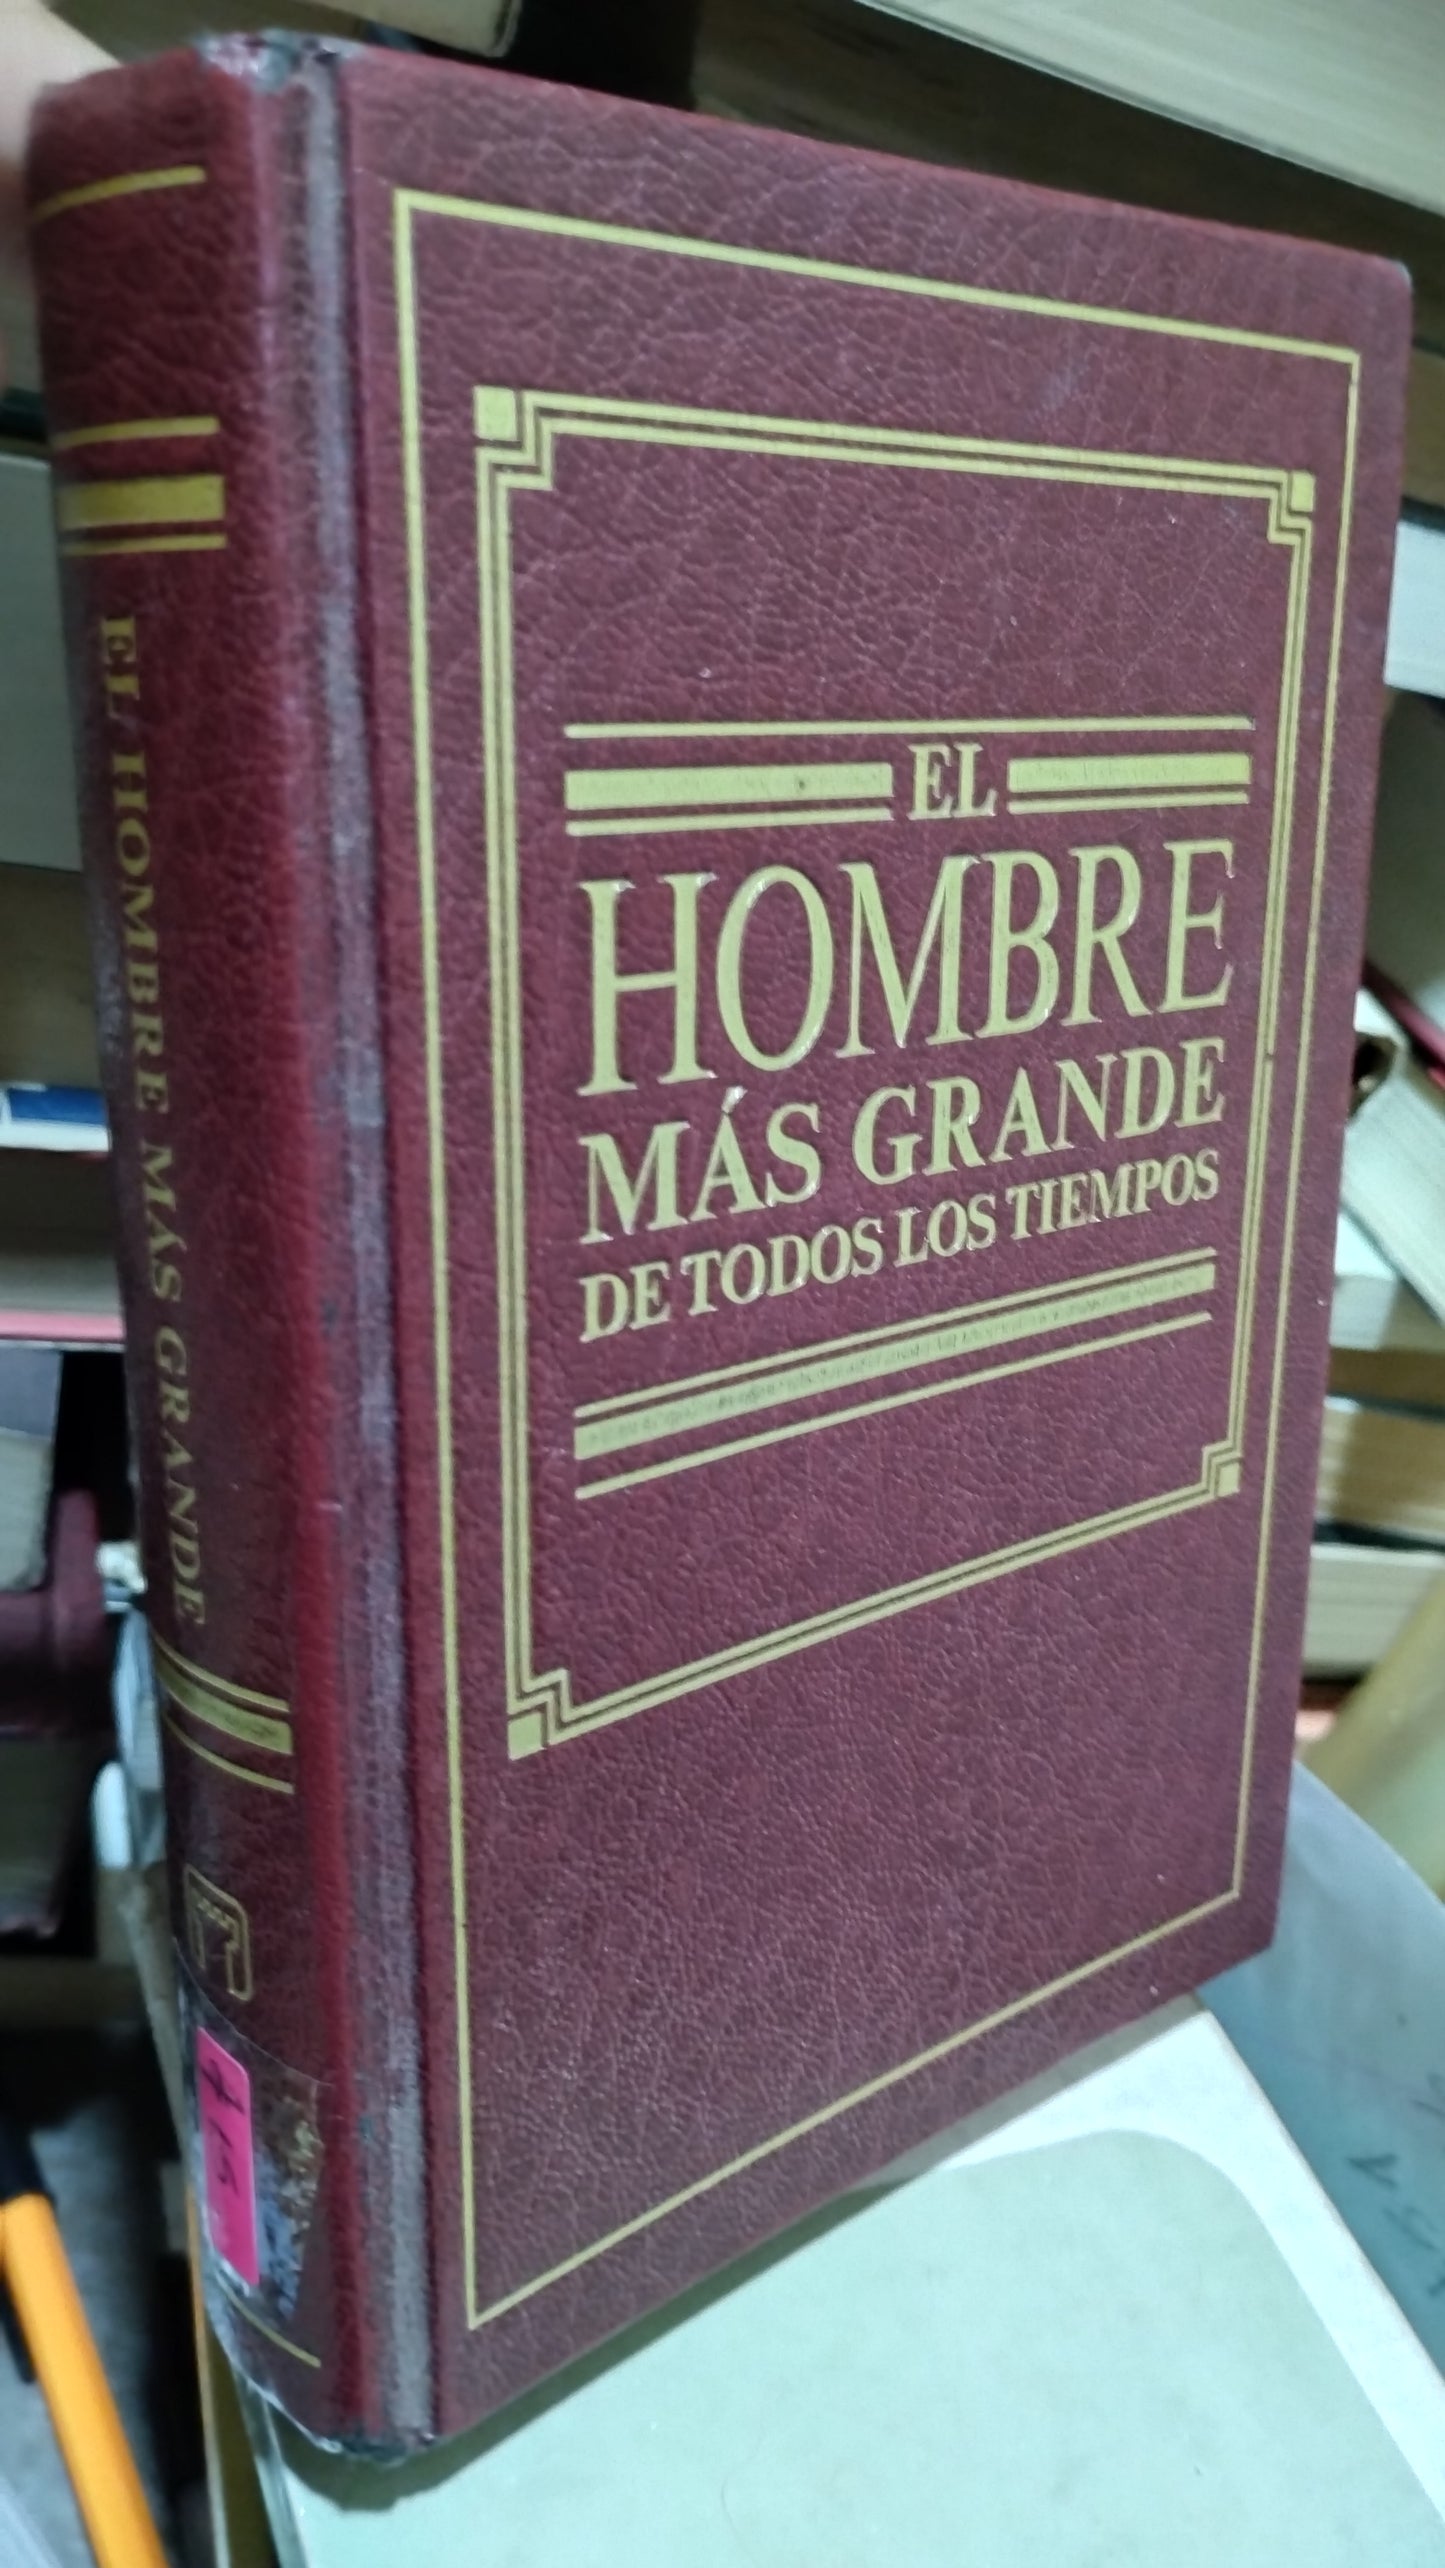 EL
HOMBRE
MÁS GRANDE
DE TODOS LOS TIEMPOS
EL HOMBRE MÁS GRANDE